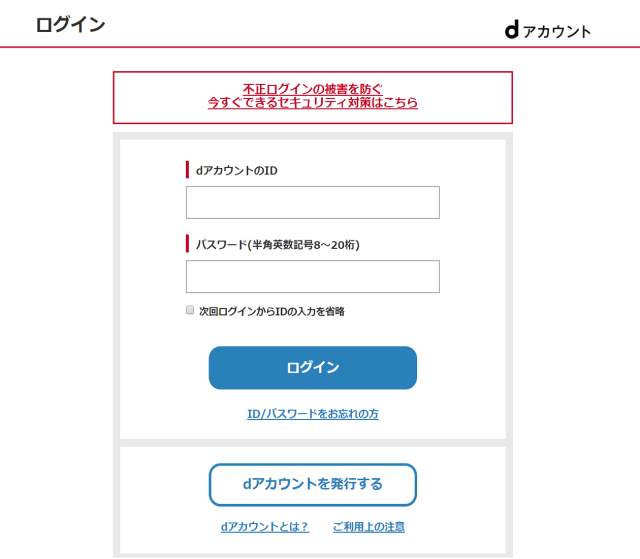 ログイン
dアカウント
不正ログインの被害を防ぐ
今すぐできるセキュリティ対策はこちら
dアカウントのID
パスワード(半角英数記号8～20桁)
次回ログインからIDの入力を省略
ログイン
ID/パスワードをお忘れの方
dアカウントを発行する
dアカウントとは？ ご利用上の注意